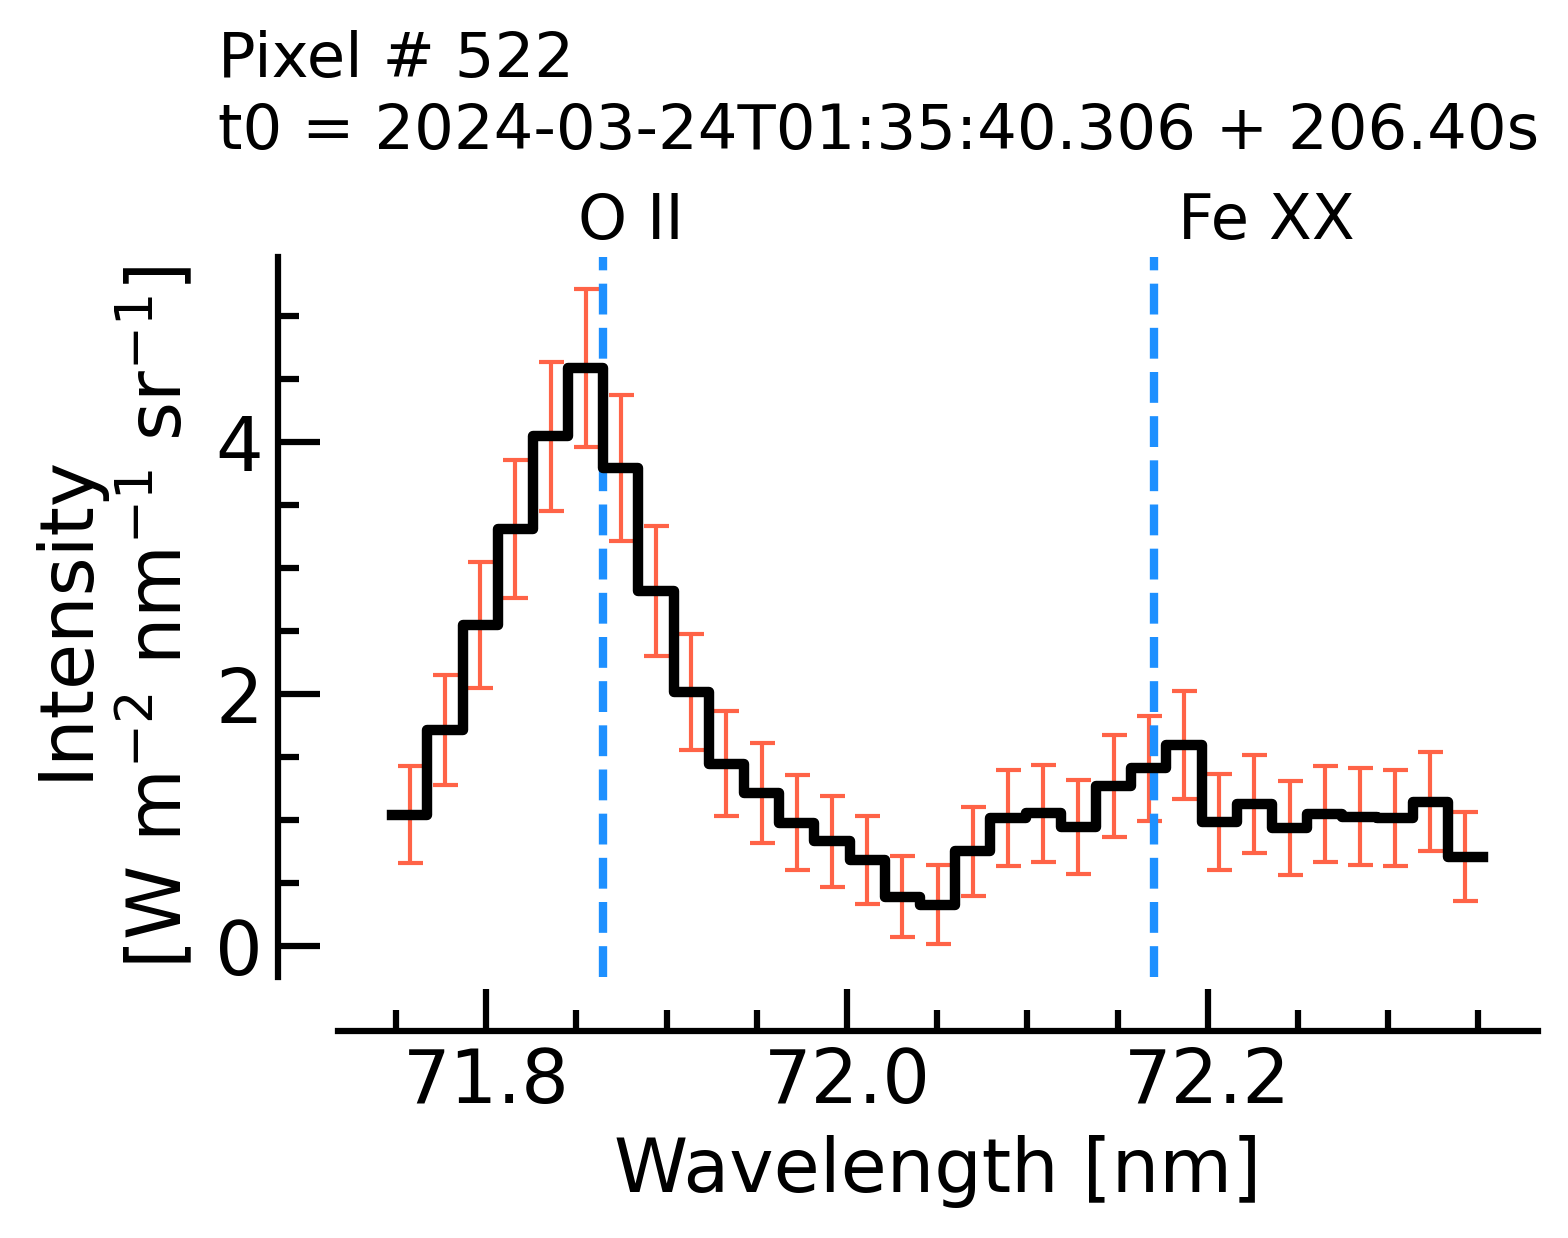 Pixel # 522
t0 = 2024-03-24T01:35:40.306 + 206.40s
O II
Fe XX
Intensity
[W m⁻² nm⁻¹ sr⁻¹]
4
2
0
71.8
72.0
72.2
Wavelength [nm]